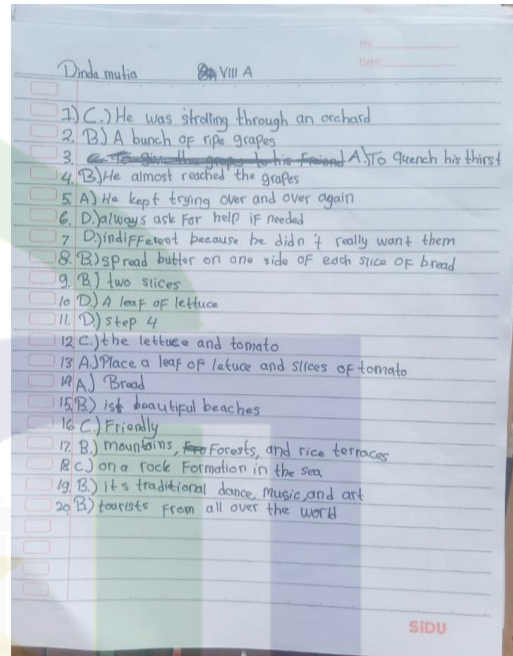 No.
Date:
Dinda mutia VIII A
1) C.) He was stroling through an orchard
2. B) A bunch of ripe grapes
3. A) To quench his thirst
4. B) He almost reached the grapes
5. A) He kept trying over and over again
6. D.) always ask for help if needed
7 D.) indifferent because he didn't really want them
8. B) spread butter on one side of each slice of bread
9. B.) two slices
10 D.) A leaf of lettuce
11. D.) step 4
12 C.) the lettuce and tomato
13 A.) Place a leaf of letuce and slices of tomato
14 A.) Bread
15. B.) ist beautiful beaches
16 C.) Friendly
17. B.) mountains, Forests, and rice terraces
18 C.) on a rock Formation in the sea
19. B.) its traditional dance, music, and art
20 B) tourists from all over the world
SIDU